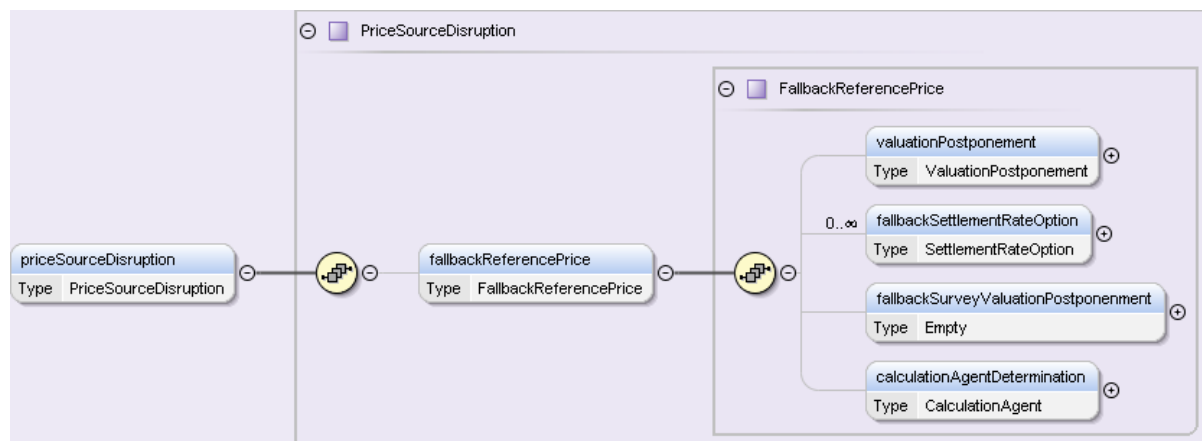 PriceSourceDisruption
FallbackReferencePrice
valuationPostponement
Type ValuationPostponement
0..∞ fallbackSettlementRateOption
Type SettlementRateOption
priceSourceDisruption
Type PriceSourceDisruption
fallbackReferencePrice
Type FallbackReferencePrice
fallbackSurveyValuationPostponenment
Type Empty
calculationAgentDetermination
Type CalculationAgent